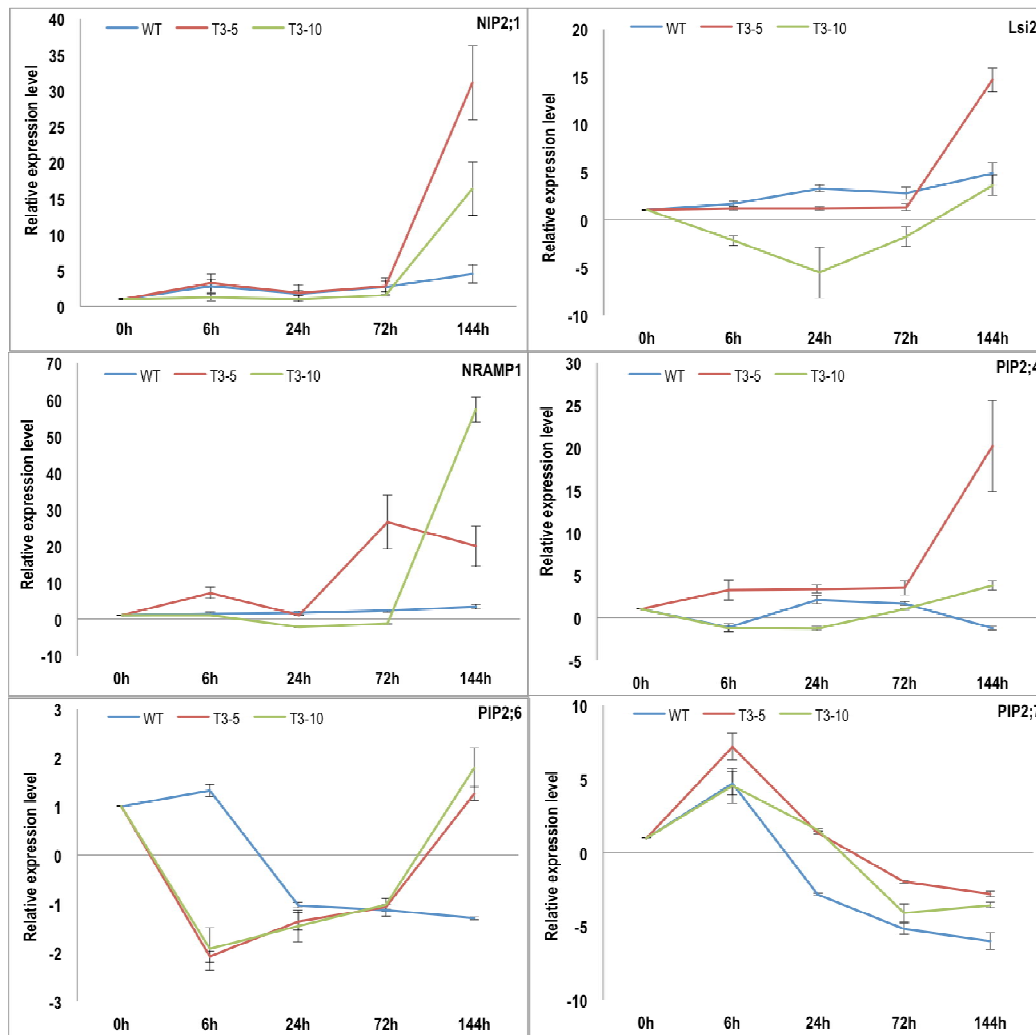 NIP2;1
WT T3-5 T3-10
Relative expression level
40
35
30
25
20
15
10
5
0
0h 6h 24h 72h 144h
Lsi2
WT T3-5 T3-10
Relative expression level
20
15
10
5
0
-5
-10
0h 6h 24h 72h 144h
NRAMP1
WT T3-5 T3-10
Relative expression level
70
60
50
40
30
20
10
0
-10
0h 6h 24h 72h 144h
PIP2;4
WT T3-5 T3-10
Relative expression level
30
25
20
15
10
5
0
-5
0h 6h 24h 72h 144h
PIP2;6
WT T3-5 T3-10
Relative expression level
3
2
1
0
-1
-2
-3
0h 6h 24h 72h 144h
PIP2;7
WT T3-5 T3-10
Relative expression level
10
5
0
-5
-10
0h 6h 24h 72h 144h